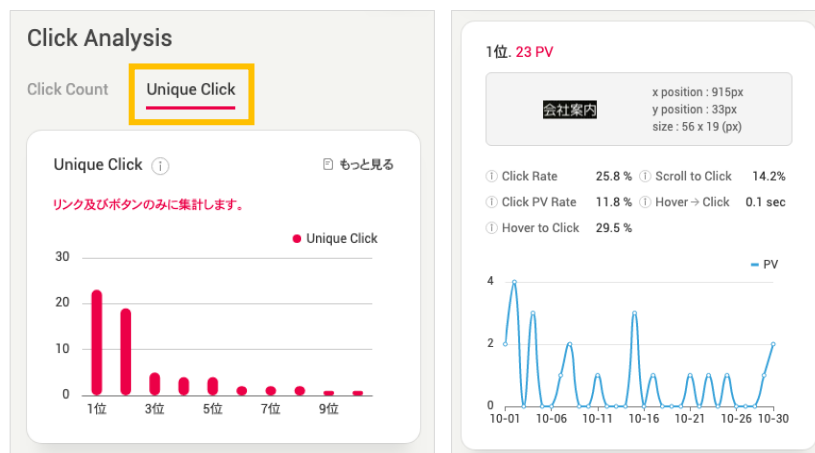 Click Analysis
Click Count Unique Click
Unique Click もっと見る
リンク及びボタンのみに集計します。
Unique Click
30
20
10
0
1位 3位 5位 7位 9位
1位. 23 PV
会社案内
x position : 915px
y position : 33px
size : 56 x 19 (px)
Click Rate 25.8 % Scroll to Click 14.2%
Click PV Rate 11.8 % Hover → Click 0.1 sec
Hover to Click 29.5 %
PV
4
2
0
10-01 10-06 10-11 10-16 10-21 10-26 10-30